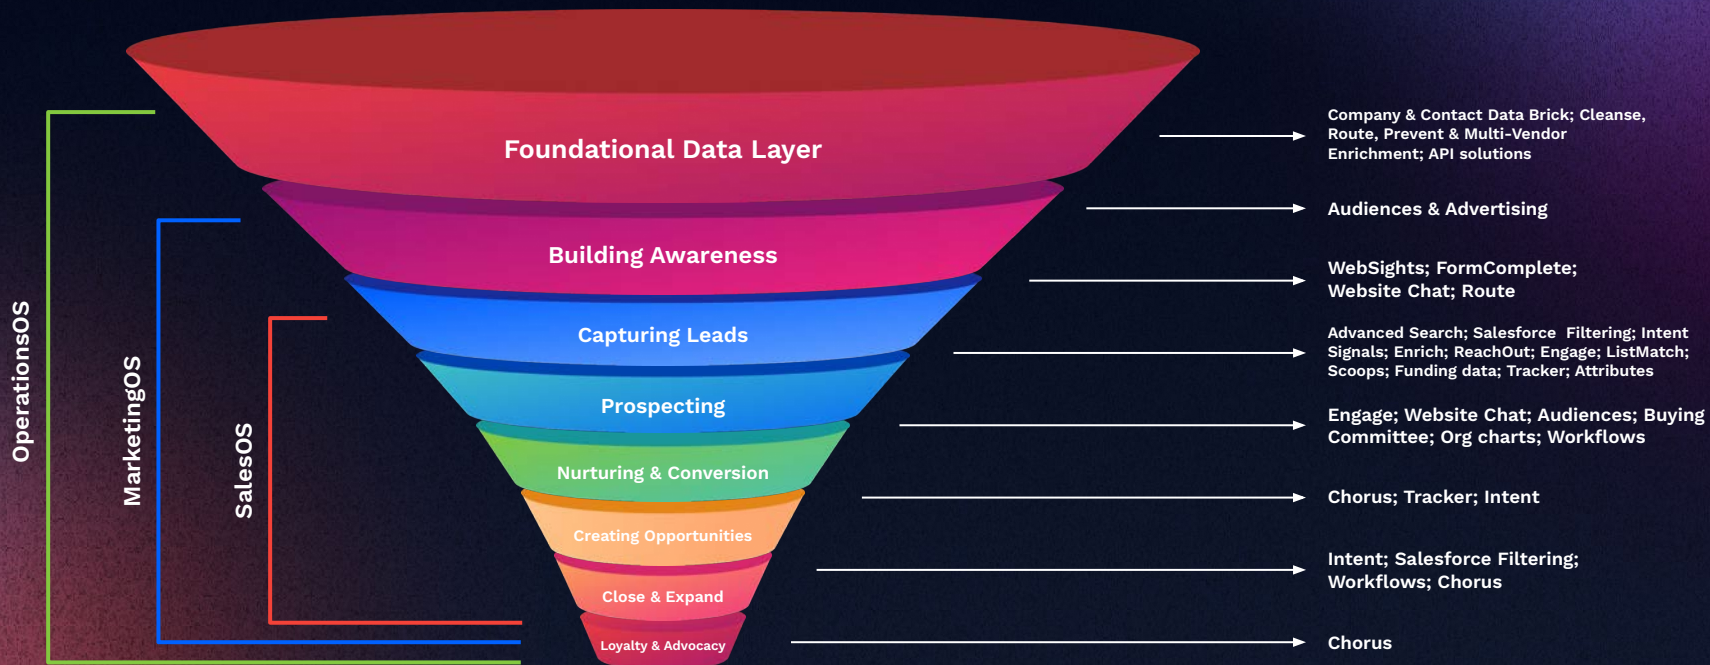 OperationsOS
MarketingOS
SalesOS
Foundational Data Layer
Company & Contact Data Brick; Cleanse,
Route, Prevent & Multi-Vendor
Enrichment; API solutions
Building Awareness
Audiences & Advertising
Capturing Leads
WebSights; FormComplete;
Website Chat; Route
Prospecting
Advanced Search; Salesforce Filtering; Intent
Signals; Enrich; ReachOut; Engage; ListMatch;
Scoops; Funding data; Tracker; Attributes
Nurturing & Conversion
Engage; Website Chat; Audiences; Buying
Committee; Org charts; Workflows
Creating Opportunities
Chorus; Tracker; Intent
Close & Expand
Intent; Salesforce Filtering;
Workflows; Chorus
Loyalty & Advocacy
Chorus